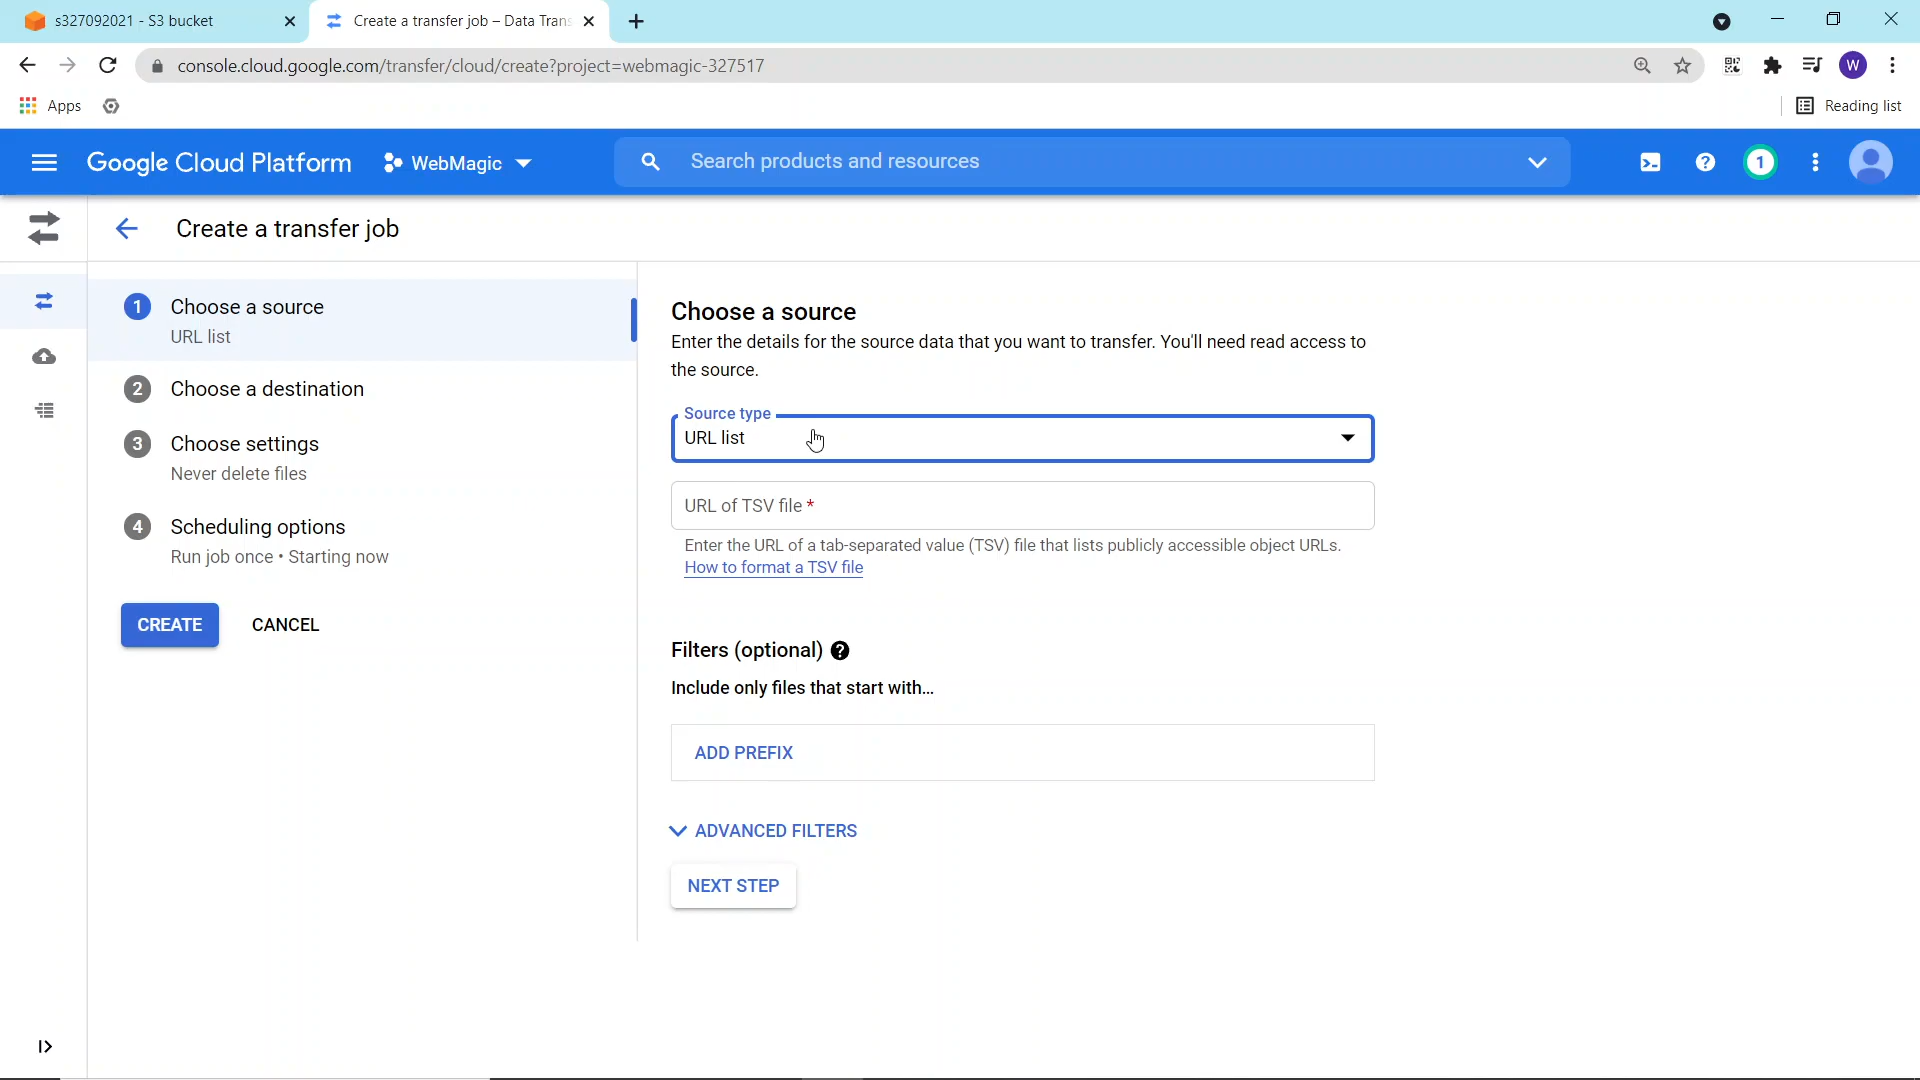 s327092021 - S3 bucket
Create a transfer job – Data Trans
console.cloud.google.com/transfer/cloud/create?project=webmagic-327517
W
Apps
Reading list
Google Cloud Platform
WebMagic
Search products and resources
?
1
Create a transfer job
1 Choose a source
URL list
2 Choose a destination
3 Choose settings
Never delete files
4 Scheduling options
Run job once • Starting now
CREATE
CANCEL
Choose a source
Enter the details for the source data that you want to transfer. You'll need read access to
the source.
Source type
URL list
URL of TSV file *
Enter the URL of a tab-separated value (TSV) file that lists publicly accessible object URLs.
How to format a TSV file
Filters (optional) ?
Include only files that start with...
ADD PREFIX
ADVANCED FILTERS
NEXT STEP